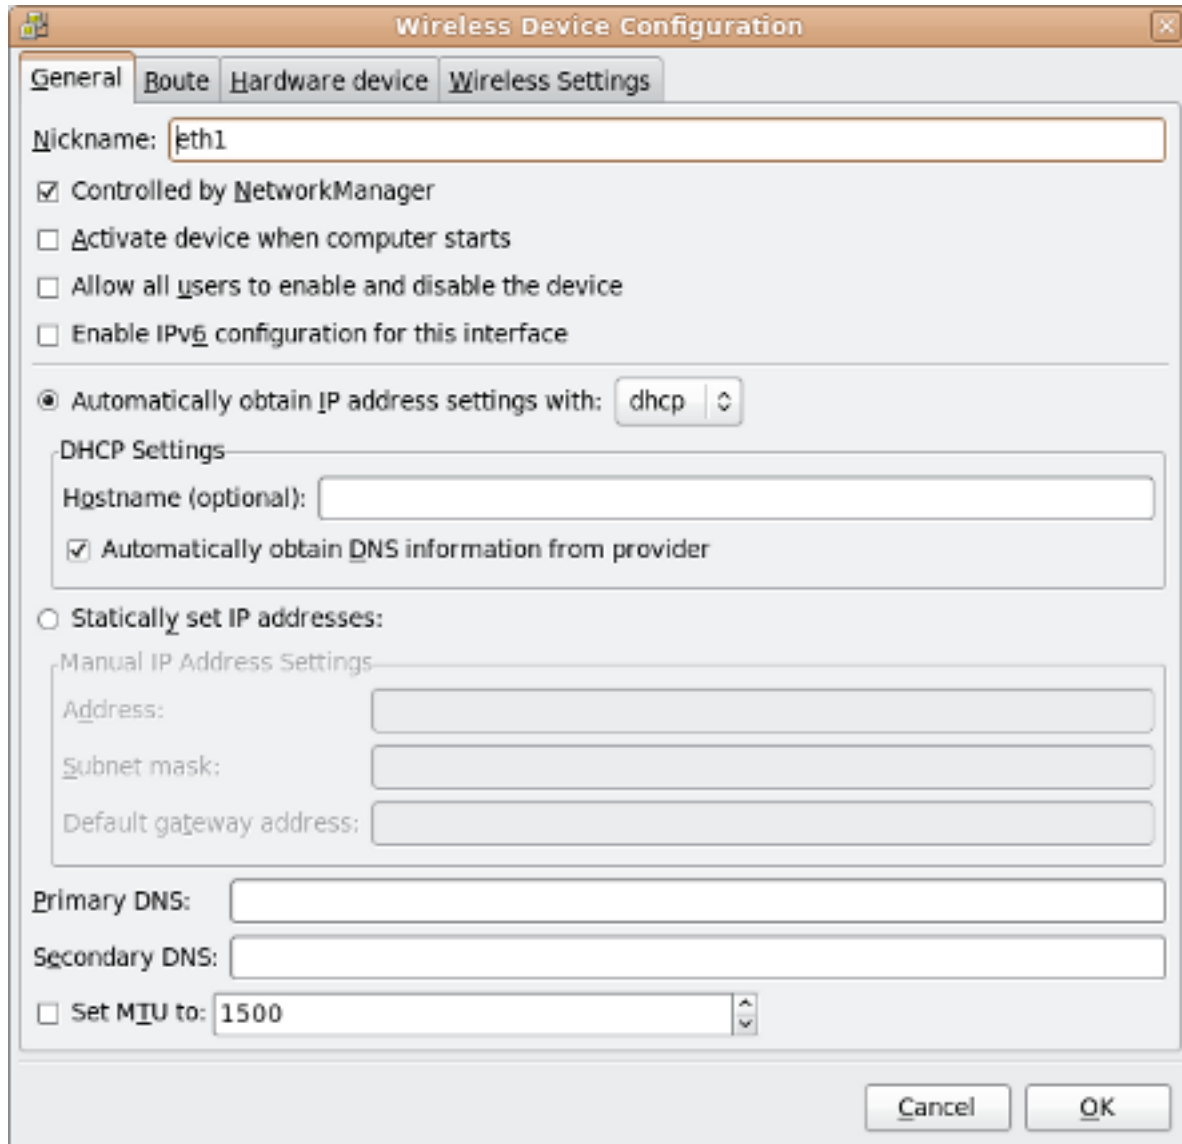 Wireless Device Configuration
General Route Hardware device Wireless Settings
Nickname: eth1
Controlled by NetworkManager
Activate device when computer starts
Allow all users to enable and disable the device
Enable IPv6 configuration for this interface
Automatically obtain IP address settings with: dhcp
DHCP Settings
Hostname (optional):
Automatically obtain DNS information from provider
Statically set IP addresses:
Manual IP Address Settings
Address:
Subnet mask:
Default gateway address:
Primary DNS:
Secondary DNS:
Set MTU to: 1500
Cancel OK